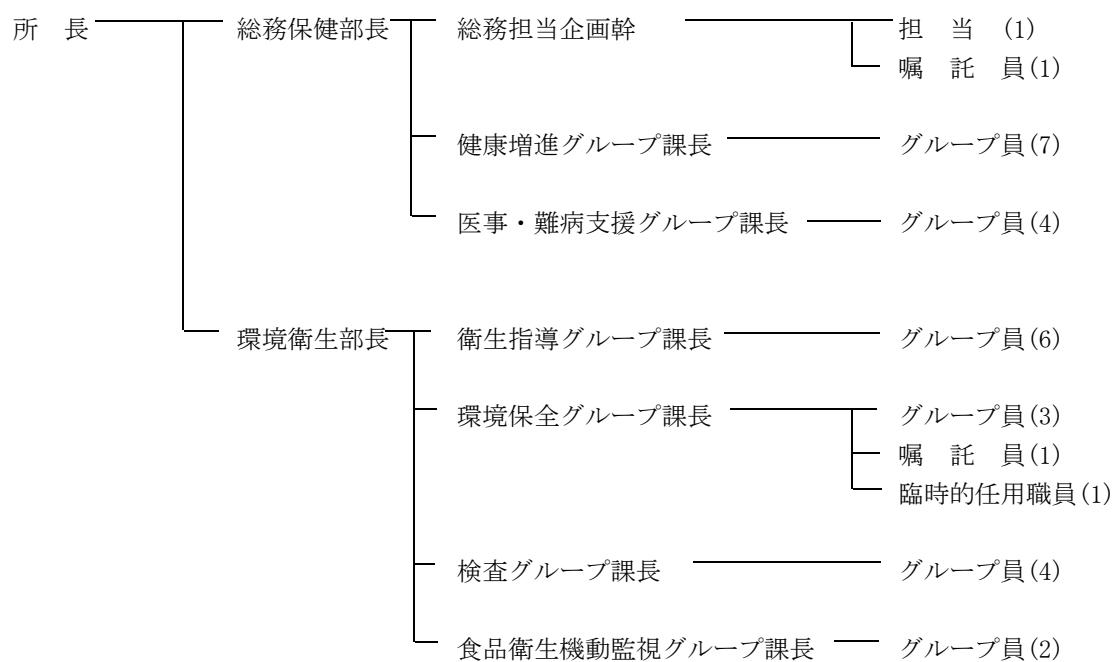 所　長　総務保健部長　総務担当企画幹　担　当　(1)
嘱　託　員(1)
健康増進グループ課長　グループ員(7)
医事・難病支援グループ課長　グループ員(4)
環境衛生部長　衛生指導グループ課長　グループ員(6)
環境保全グループ課長　グループ員(3)
嘱　託　員(1)
臨時的任用職員(1)
検査グループ課長　グループ員(4)
食品衛生機動監視グループ課長　グループ員(2)